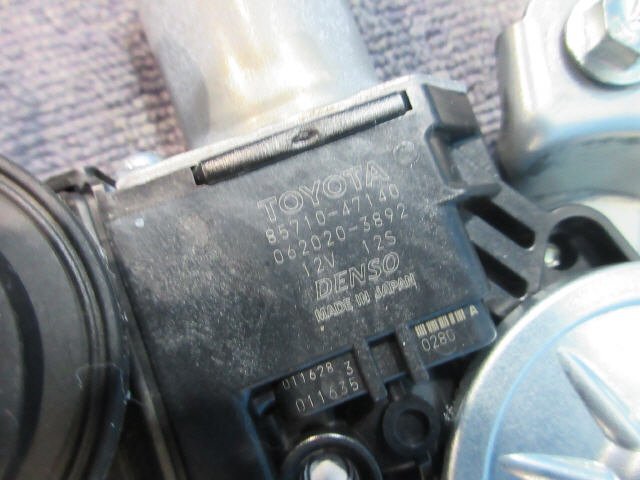 TOYOTA
85710-47140
062020-3892
12V 12S
DENSO
MADE IN JAPAN
A
0280
011628 3
011635